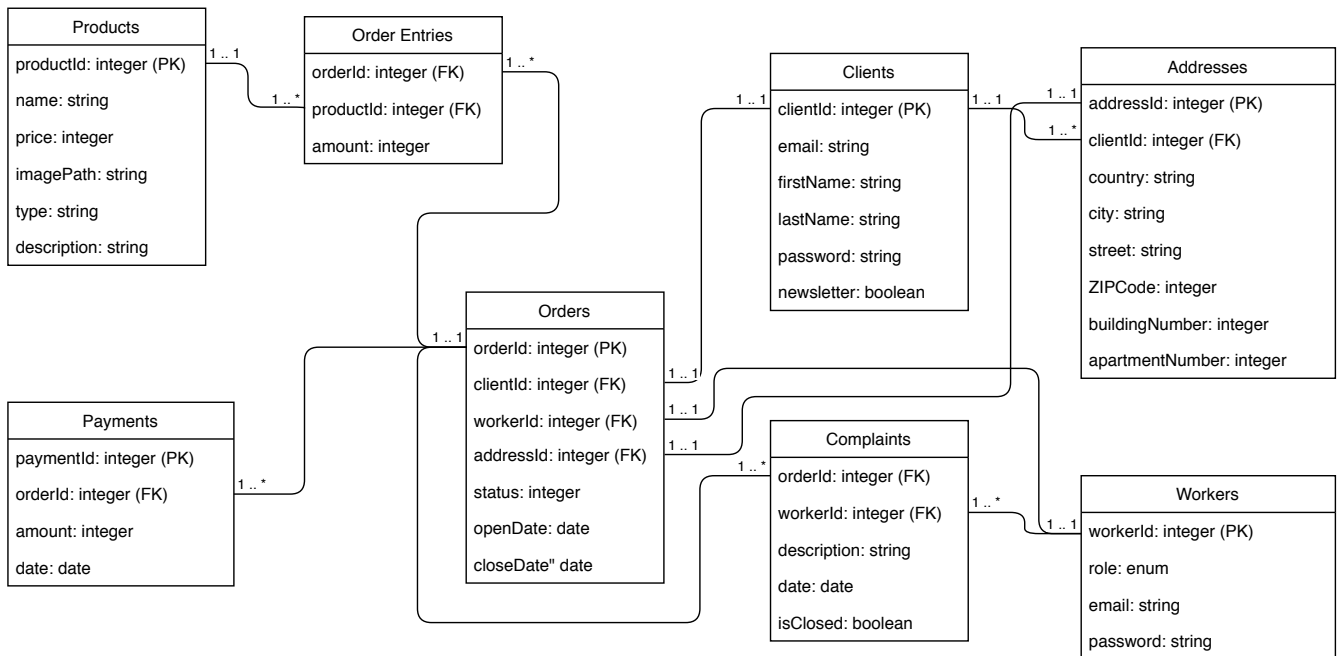 Products
productId: integer (PK)
name: string
price: integer
imagePath: string
type: string
description: string
1 .. 1
1 .. *
Order Entries
orderId: integer (FK)
productId: integer (FK)
amount: integer
1 .. *
Clients
clientId: integer (PK)
email: string
firstName: string
lastName: string
password: string
newsletter: boolean
1 .. 1
1 .. 1
1 .. 1
1 .. *
Addresses
addressId: integer (PK)
clientId: integer (FK)
country: string
city: string
street: string
ZIPCode: integer
buildingNumber: integer
apartmentNumber: integer
Orders
orderId: integer (PK)
clientId: integer (FK)
workerId: integer (FK)
addressId: integer (FK)
status: integer
openDate: date
closeDate" date
1 .. 1
1 .. 1
1 .. 1
1 .. 1
Payments
paymentId: integer (PK)
orderId: integer (FK)
amount: integer
date: date
1 .. *
Complaints
orderId: integer (FK)
workerId: integer (FK)
description: string
date: date
isClosed: boolean
1 .. *
1 .. *
1 .. 1
Workers
workerId: integer (PK)
role: enum
email: string
password: string